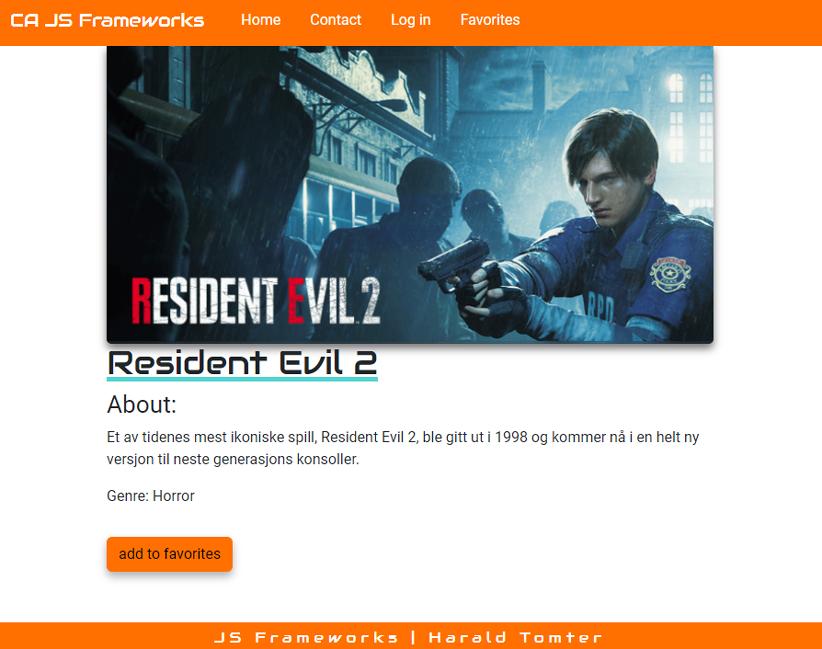 CA JS Frameworks Home Contact Log in Favorites
RPD
RESIDENT EVIL 2
Resident Evil 2
About:
Et av tidenes mest ikoniske spill, Resident Evil 2, ble gitt ut i 1998 og kommer nå i en helt ny
versjon til neste generasjons konsoller.
Genre: Horror
add to favorites
JS Frameworks | Harald Tomter